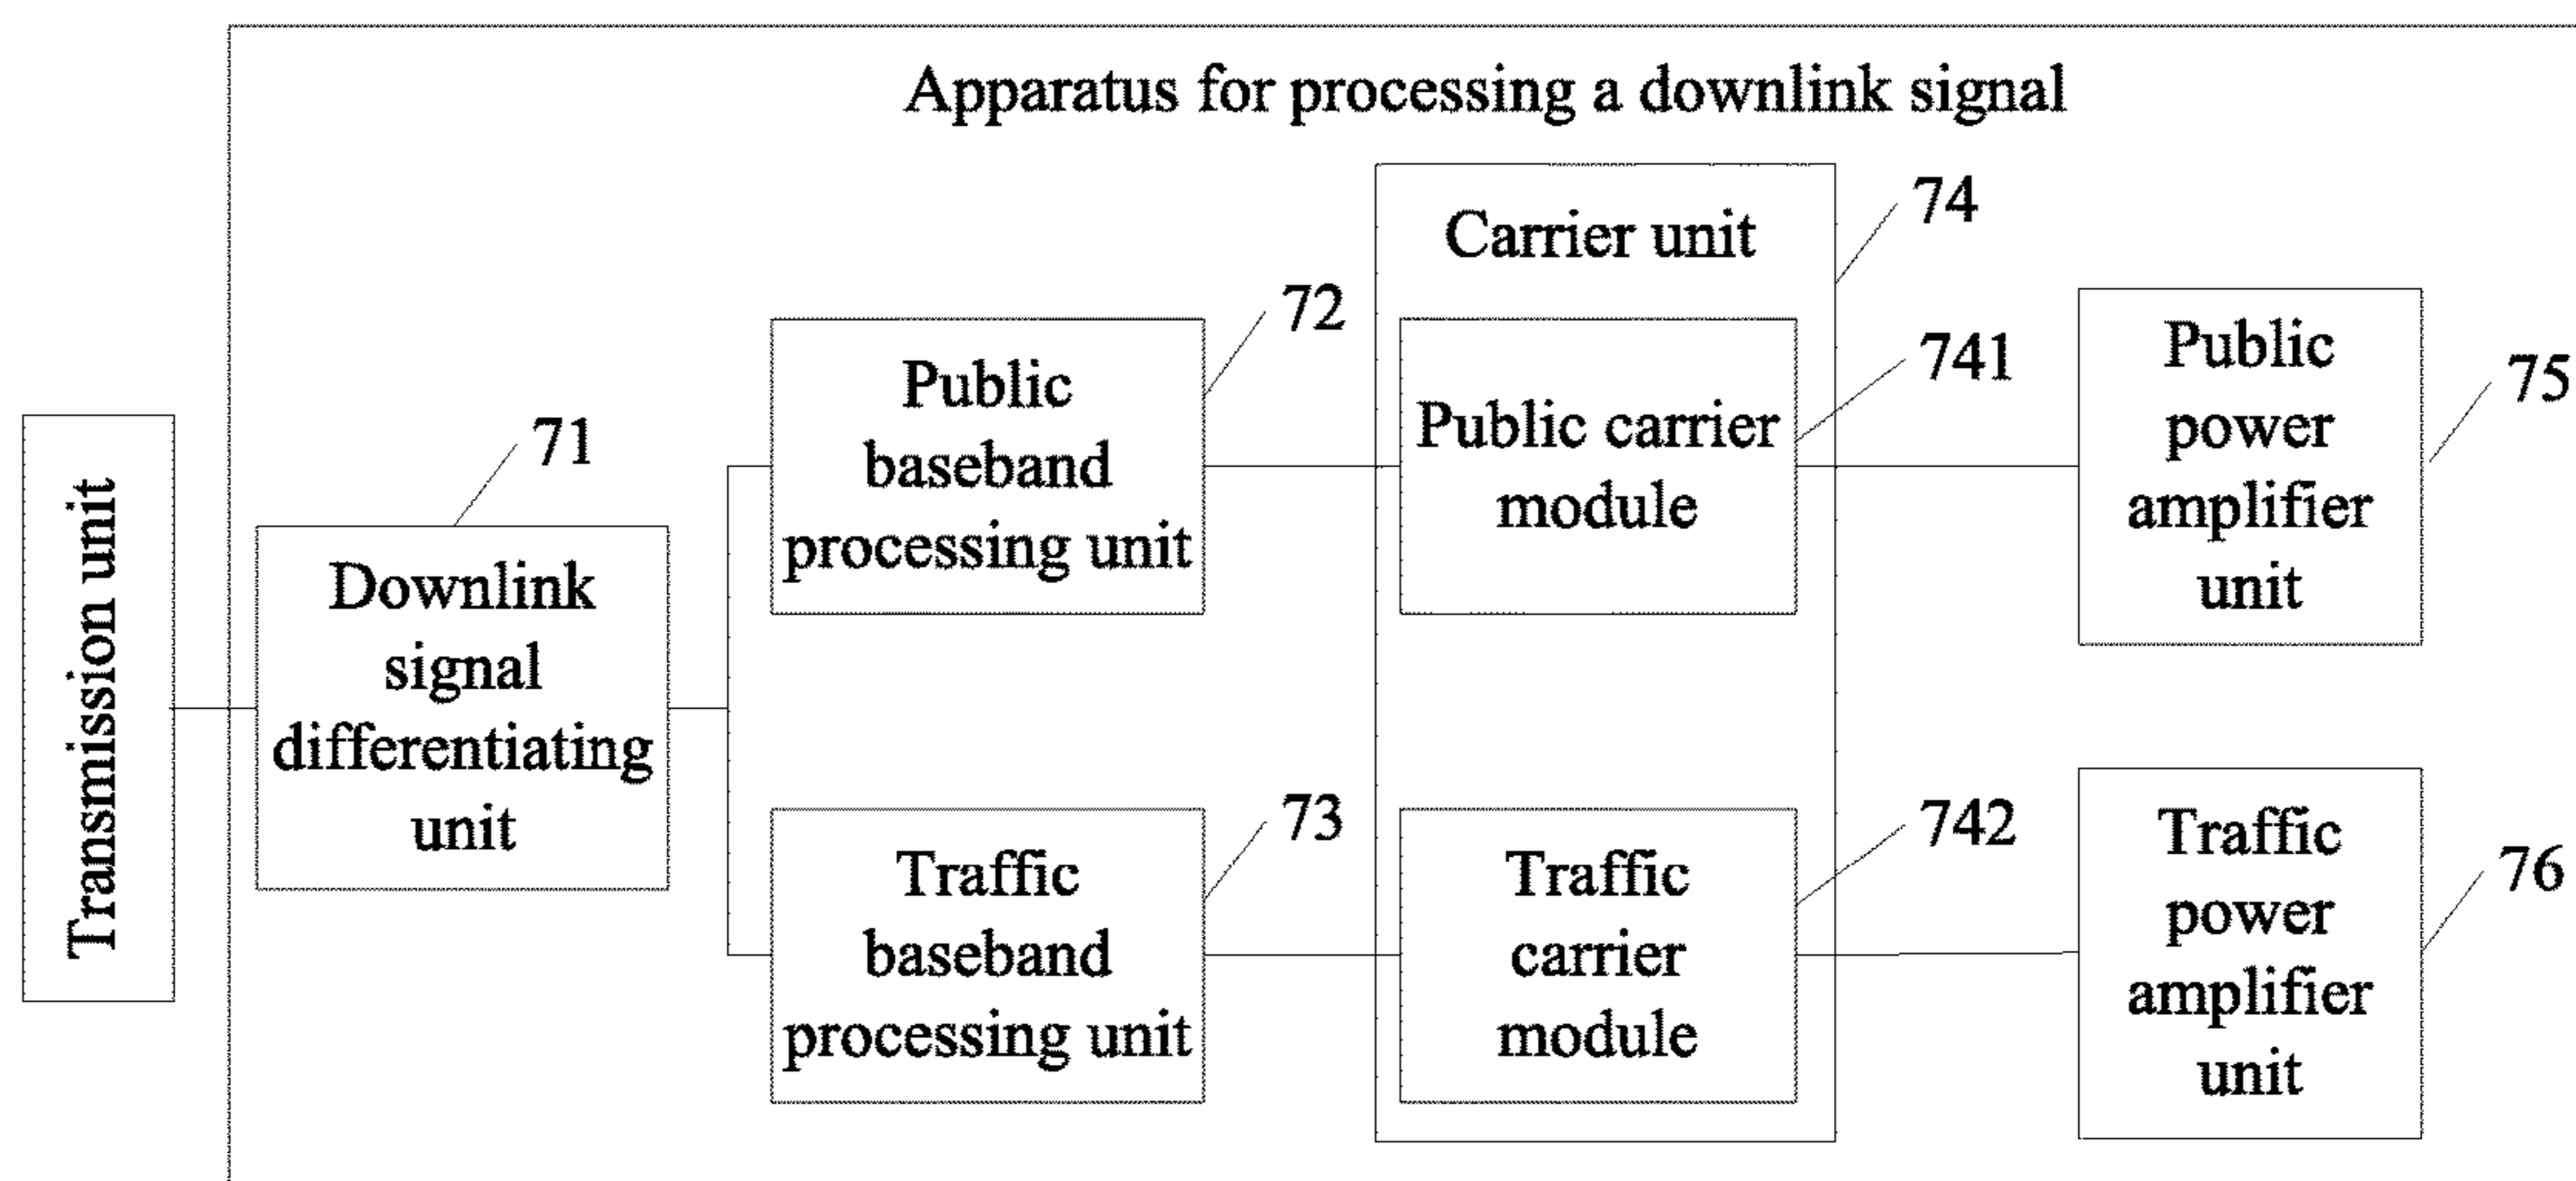 Apparatus for processing a downlink signal
Transmission unit
71
Downlink
signal
differentiating
unit
72
Public
baseband
processing unit
73
Traffic
baseband
processing unit
74
Carrier unit
741
Public carrier
module
742
Traffic
carrier
module
75
Public
power
amplifier
unit
76
Traffic
power
amplifier
unit